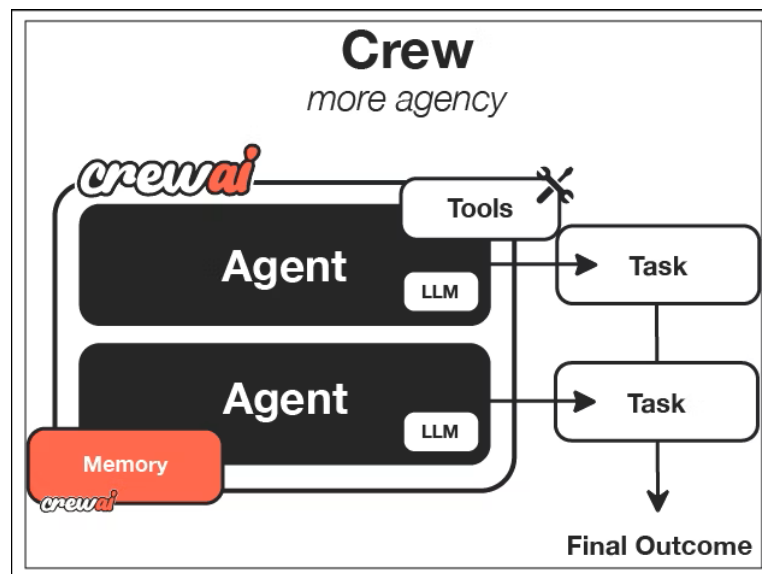 Crew
more agency
crewai
Tools
Agent
LLM
Task
Agent
LLM
Task
Memory
crewai
Final Outcome